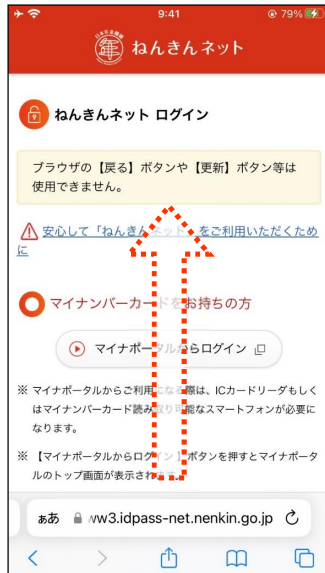 9:41
79%
ねんきんネット
ねんきんネット ログイン
ブラウザの【戻る】ボタンや【更新】ボタン等は
使用できません。
安心して「ねんきんネット」をご利用いただくため
に
マイナンバーカードをお持ちの方
マイナポータルからログイン
※ マイナポータルからご利用になる際は、ICカードリーダもしく
はマイナンバーカード読み取り可能なスマートフォンが必要に
なります。
※ 【マイナポータルからログイン】ボタンを押すとマイナポータ
ルのトップ画面が表示されます。
ぁあ
w3.idpass-net.nenkin.go.jp